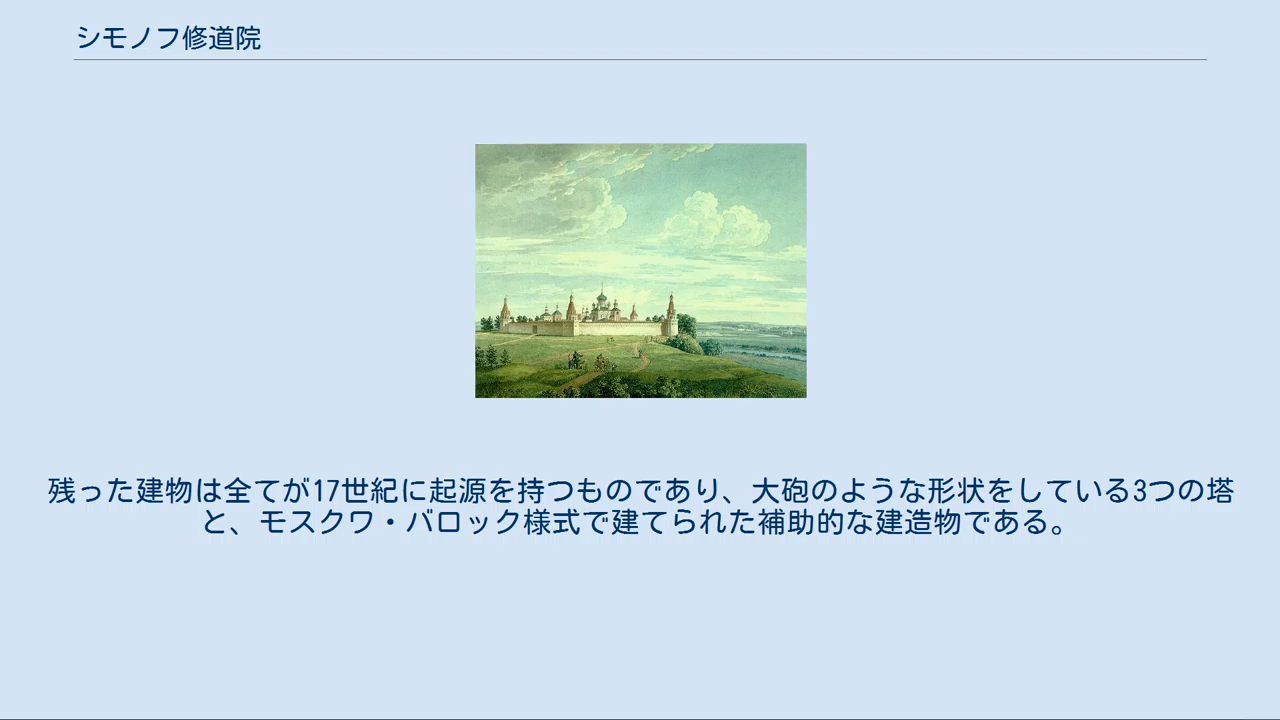 シモノフ修道院
残った建物は全てが17世紀に起源を持つものであり、大砲のような形状をしている3つの塔
と、モスクワ・バロック様式で建てられた補助的な建造物である。